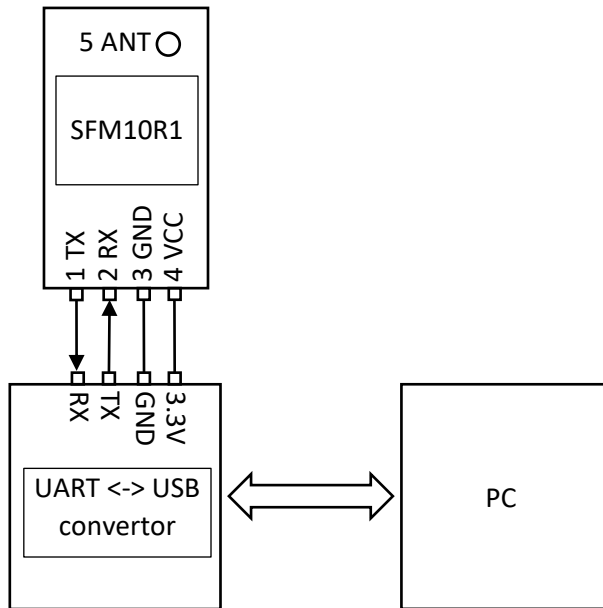 5 ANT
SFM10R1
1 TX
2 RX
3 GND
4 VCC
RX
TX
GND
3.3V
UART <-> USB
convertor
PC